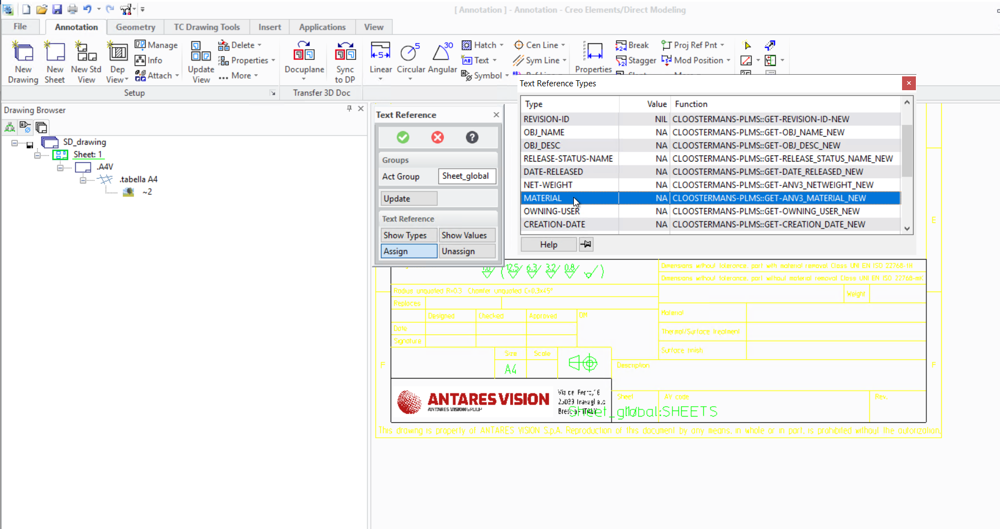 [ Annotation ] - Annotation - Creo Elements/Direct Modeling
File Annotation Geometry TC Drawing Tools Insert Applications View
New Drawing
New Sheet
New Std View
Dep View
Manage
Info
Attach
Update View
Delete
Properties
... More
Docuplane
Sync to DP
Linear
5
Circular
30
Angular
Hatch
Text
Symbol
Cen Line
Sym Line
Properties
Break
Stagger
Proj Ref Pnt
Mod Position
Setup
Transfer 3D Doc
Drawing Browser
SD_drawing
Sheet: 1
.A4V
.tabella A4
~2
Text Reference
Groups
Act Group Sheet_global
Update
Text Reference
Show Types Show Values
Assign Unassign
Text Reference Types
Type Value Function
REVISION-ID NIL CLOOSTERMANS-PLMS::GET-REVISION-ID-NEW
OBJ_NAME NA CLOOSTERMANS-PLMS::GET-OBJ_NAME_NEW
OBJ_DESC NA CLOOSTERMANS-PLMS::GET-OBJ_DESC_NEW
RELEASE-STATUS-NAME NA CLOOSTERMANS-PLMS::GET-RELEASE_STATUS_NAME_NEW
DATE-RELEASED NA CLOOSTERMANS-PLMS::GET-DATE_RELEASED_NEW
NET-WEIGHT NA CLOOSTERMANS-PLMS::GET-ANV3_NETWEIGHT_NEW
MATERIAL NA CLOOSTERMANS-PLMS::GET-ANV3_MATERIAL_NEW
OWNING-USER NA CLOOSTERMANS-PLMS::GET-OWNING_USER_NEW
CREATION-DATE NA CLOOSTERMANS-PLMS::GET-CREATION_DATE_NEW
Help
E
( 12.5 6.3 3.2 0.8 )
Dimensions without tolerance, part with material removal Class UNI EN ISO 22768-
Dimensions without tolerance, part without material removal Class UNI EN ISO 22768-
Radius unquoted R=0.3 Chamfer unquoted C=0.3x45°
Weight
Replaces
Designed Checked Approved DM
Date
Signature
Material
Thermal/Surface treatment
Surface finish
Size Scale
A4
F
F
Description
ANTARES VISION
ANTARES VISION GROUP
Via del Ferro,16
Sheet AV code Rev.
Sheet_global:SHEETS
This drawing is property of ANTARES VISION S.p.A. Reproduction of this document by any means, in whole or in part, is prohibited without the autorization.